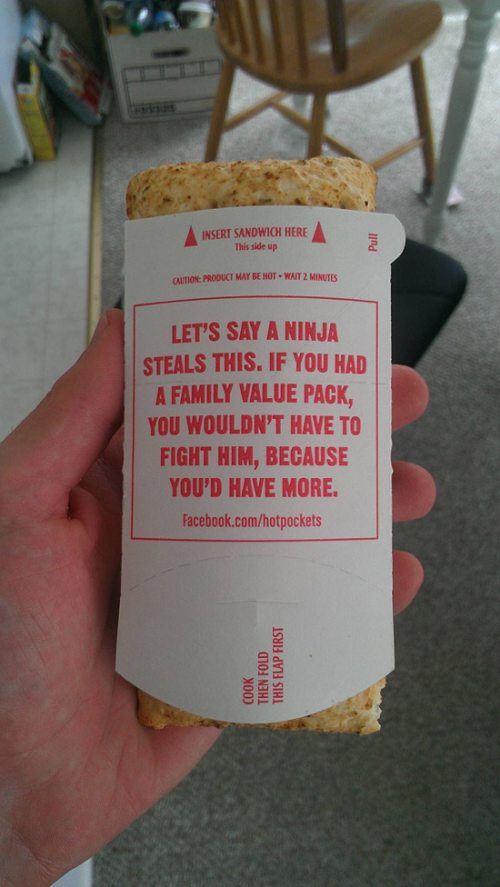 INSERT SANDWICH HERE
This side up
Pull
CAUTION: PRODUCT MAY BE HOT • WAIT 2 MINUTES
LET'S SAY A NINJA
STEALS THIS. IF YOU HAD
A FAMILY VALUE PACK,
YOU WOULDN'T HAVE TO
FIGHT HIM, BECAUSE
YOU'D HAVE MORE.
Facebook.com/hotpockets
COOK
THEN FOLD
THIS FLAP FIRST